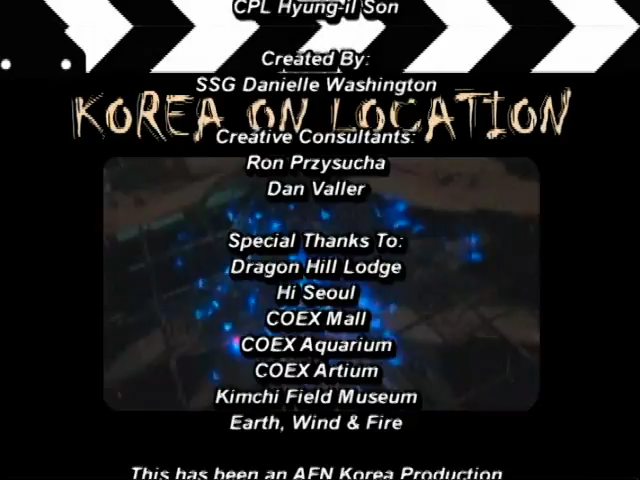 CPL Hyung-il Son
Created By:
SSG Danielle Washington
KOREA ON LOCATION
Creative Consultants:
Ron Przysucha
Dan Valler
Special Thanks To:
Dragon Hill Lodge
Hi Seoul
COEX Mall
COEX Aquarium
COEX Artium
Kimchi Field Museum
Earth, Wind & Fire
This has been an AFN Korea Production